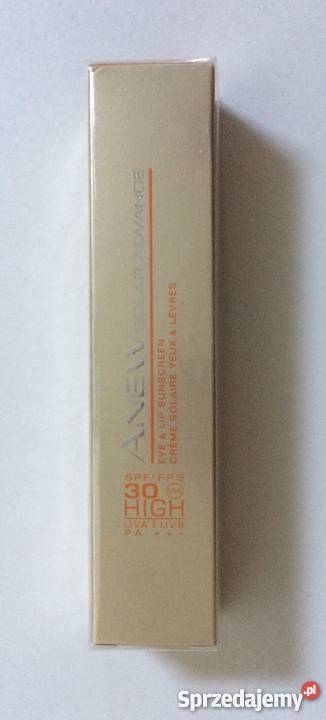 ANEW SOLAR ADVANCE
EYE & LIP SUNSCREEN
CRÈME SOLAIRE YEUX & LÈVRES
SPF/FPS
30
HIGH
UVA | UVB
PA +++
Sprzedajemy.pl